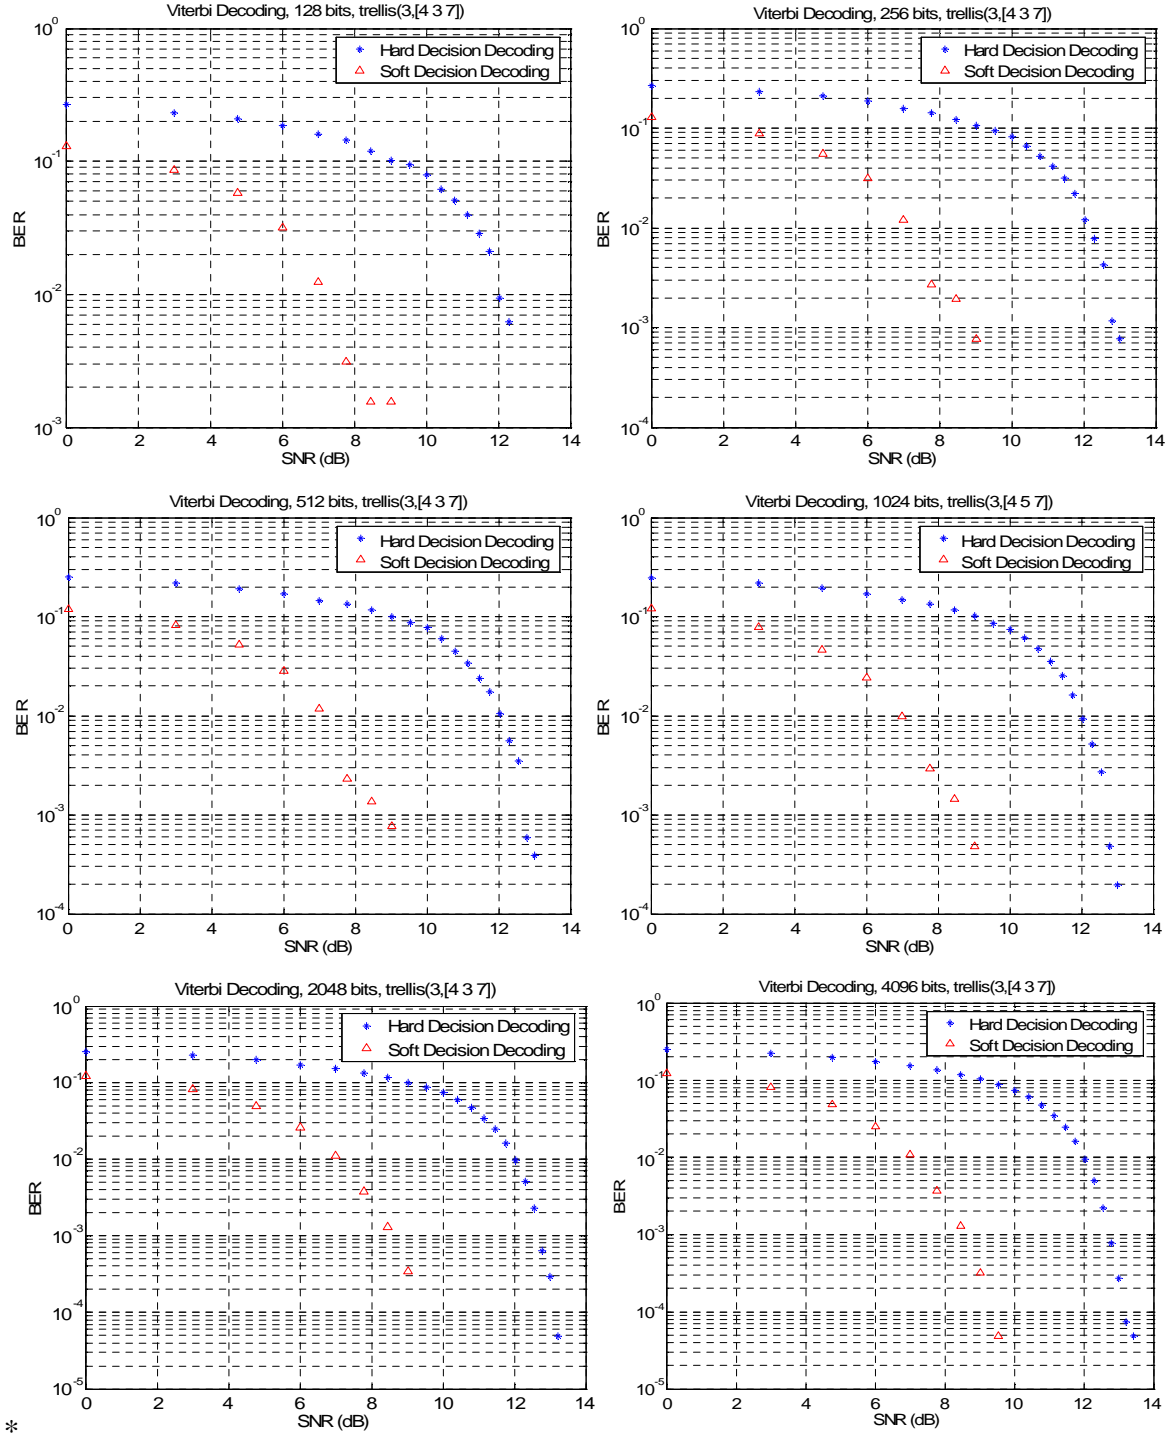 Viterbi Decoding, 128 bits, trellis(3,[4 3 7])
10^0
10^-1
10^-2
10^-3
BER
Hard Decision Decoding
Soft Decision Decoding
0 2 4 6 8 10 12 14
SNR (dB)
Viterbi Decoding, 256 bits, trellis(3,[4 3 7])
10^0
10^-1
10^-2
10^-3
10^-4
BER
Hard Decision Decoding
Soft Decision Decoding
0 2 4 6 8 10 12 14
SNR (dB)
Viterbi Decoding, 512 bits, trellis(3,[4 3 7])
10^0
10^-1
10^-2
10^-3
10^-4
BER
Hard Decision Decoding
Soft Decision Decoding
0 2 4 6 8 10 12 14
SNR (dB)
Viterbi Decoding, 1024 bits, trellis(3,[4 5 7])
10^0
10^-1
10^-2
10^-3
10^-4
BER
Hard Decision Decoding
Soft Decision Decoding
0 2 4 6 8 10 12 14
SNR (dB)
Viterbi Decoding, 2048 bits, trellis(3,[4 3 7])
10^0
10^-1
10^-2
10^-3
10^-4
10^-5
BER
Hard Decision Decoding
Soft Decision Decoding
0 2 4 6 8 10 12 14
SNR (dB)
Viterbi Decoding, 4096 bits, trellis(3,[4 3 7])
10^0
10^-1
10^-2
10^-3
10^-4
10^-5
BER
Hard Decision Decoding
Soft Decision Decoding
0 2 4 6 8 10 12 14
SNR (dB)
*